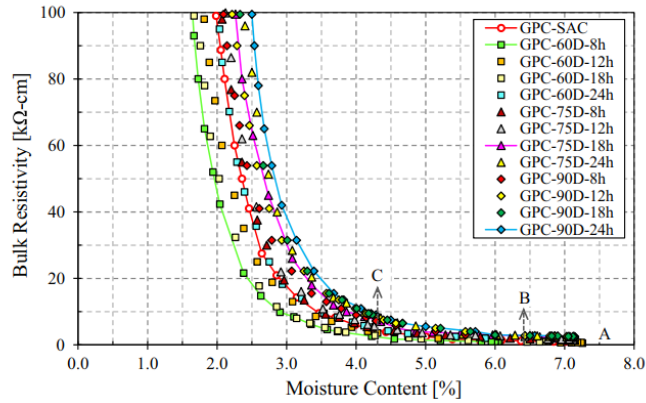 100
80
60
40
20
0
Bulk Resistivity [kΩ-cm]
0.0 1.0 2.0 3.0 4.0 5.0 6.0 7.0 8.0
Moisture Content [%]
GPC-SAC
GPC-60D-8h
GPC-60D-12h
GPC-60D-18h
GPC-60D-24h
GPC-75D-8h
GPC-75D-12h
GPC-75D-18h
GPC-75D-24h
GPC-90D-8h
GPC-90D-12h
GPC-90D-18h
GPC-90D-24h
C
B
A